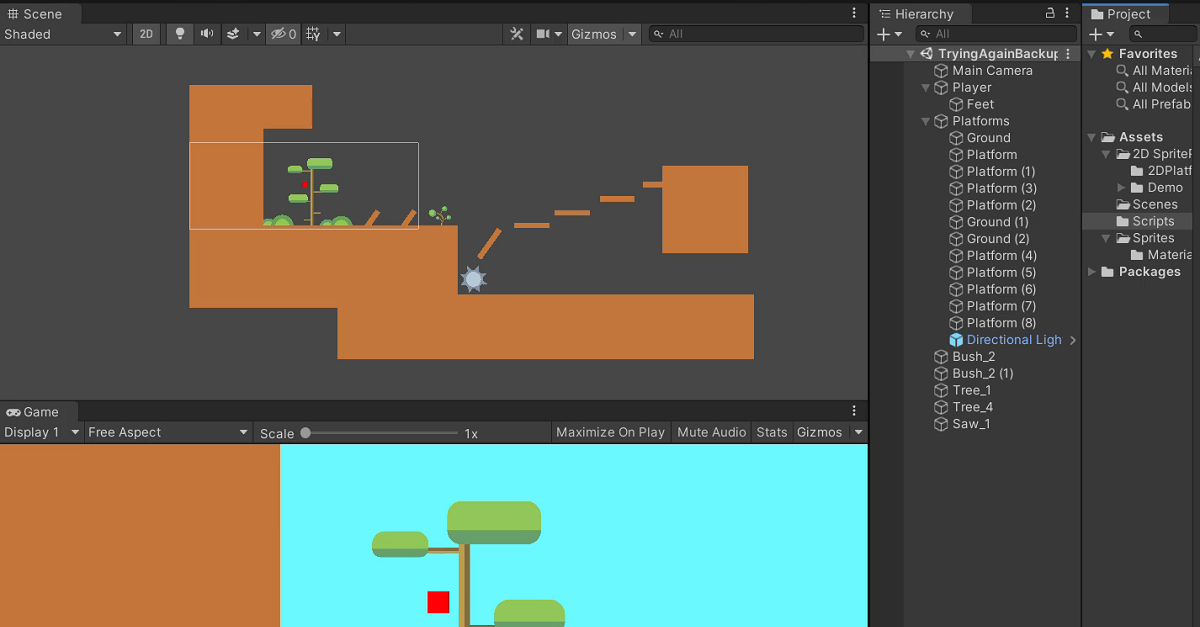 Scene
Shaded
2D
0
Gizmos
All
Hierarchy
All
TryingAgainBackup
Main Camera
Player
Feet
Platforms
Ground
Platform
Platform (1)
Platform (3)
Platform (2)
Ground (1)
Ground (2)
Platform (4)
Platform (5)
Platform (6)
Platform (7)
Platform (8)
Directional Ligh
Bush_2
Bush_2 (1)
Tree_1
Tree_4
Saw_1
Project
Favorites
All Materi
All Models
All Prefab
Assets
2D SpriteP
2DPlatf
Demo
Scenes
Scripts
Sprites
Materia
Packages
Game
Display 1
Free Aspect
Scale
1x
Maximize On Play
Mute Audio
Stats
Gizmos